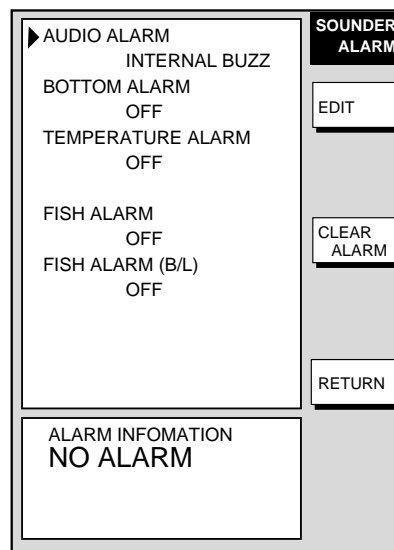 AUDIO ALARM
INTERNAL BUZZ
BOTTOM ALARM
OFF
TEMPERATURE ALARM
OFF
FISH ALARM
OFF
FISH ALARM (B/L)
OFF
ALARM INFOMATION
NO ALARM
SOUNDER
ALARM
EDIT
CLEAR
ALARM
RETURN